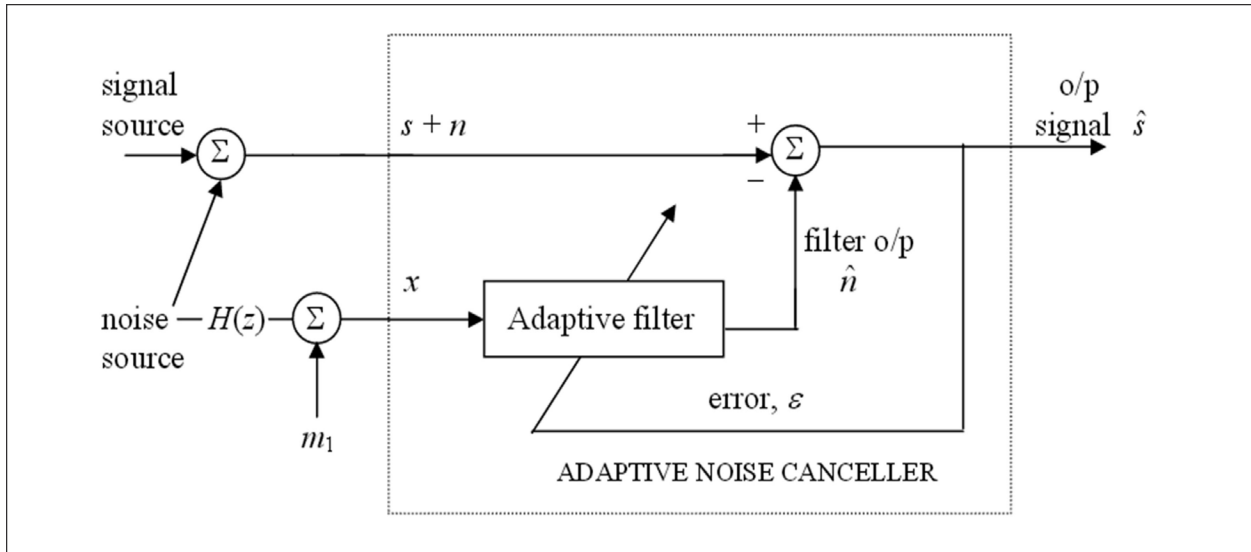 signal
source
Σ
s + n
+
−
Σ
o/p
signal ŝ
filter o/p
n̂
noise
source
H(z)
Σ
x
Adaptive filter
m₁
error, ε
ADAPTIVE NOISE CANCELLER